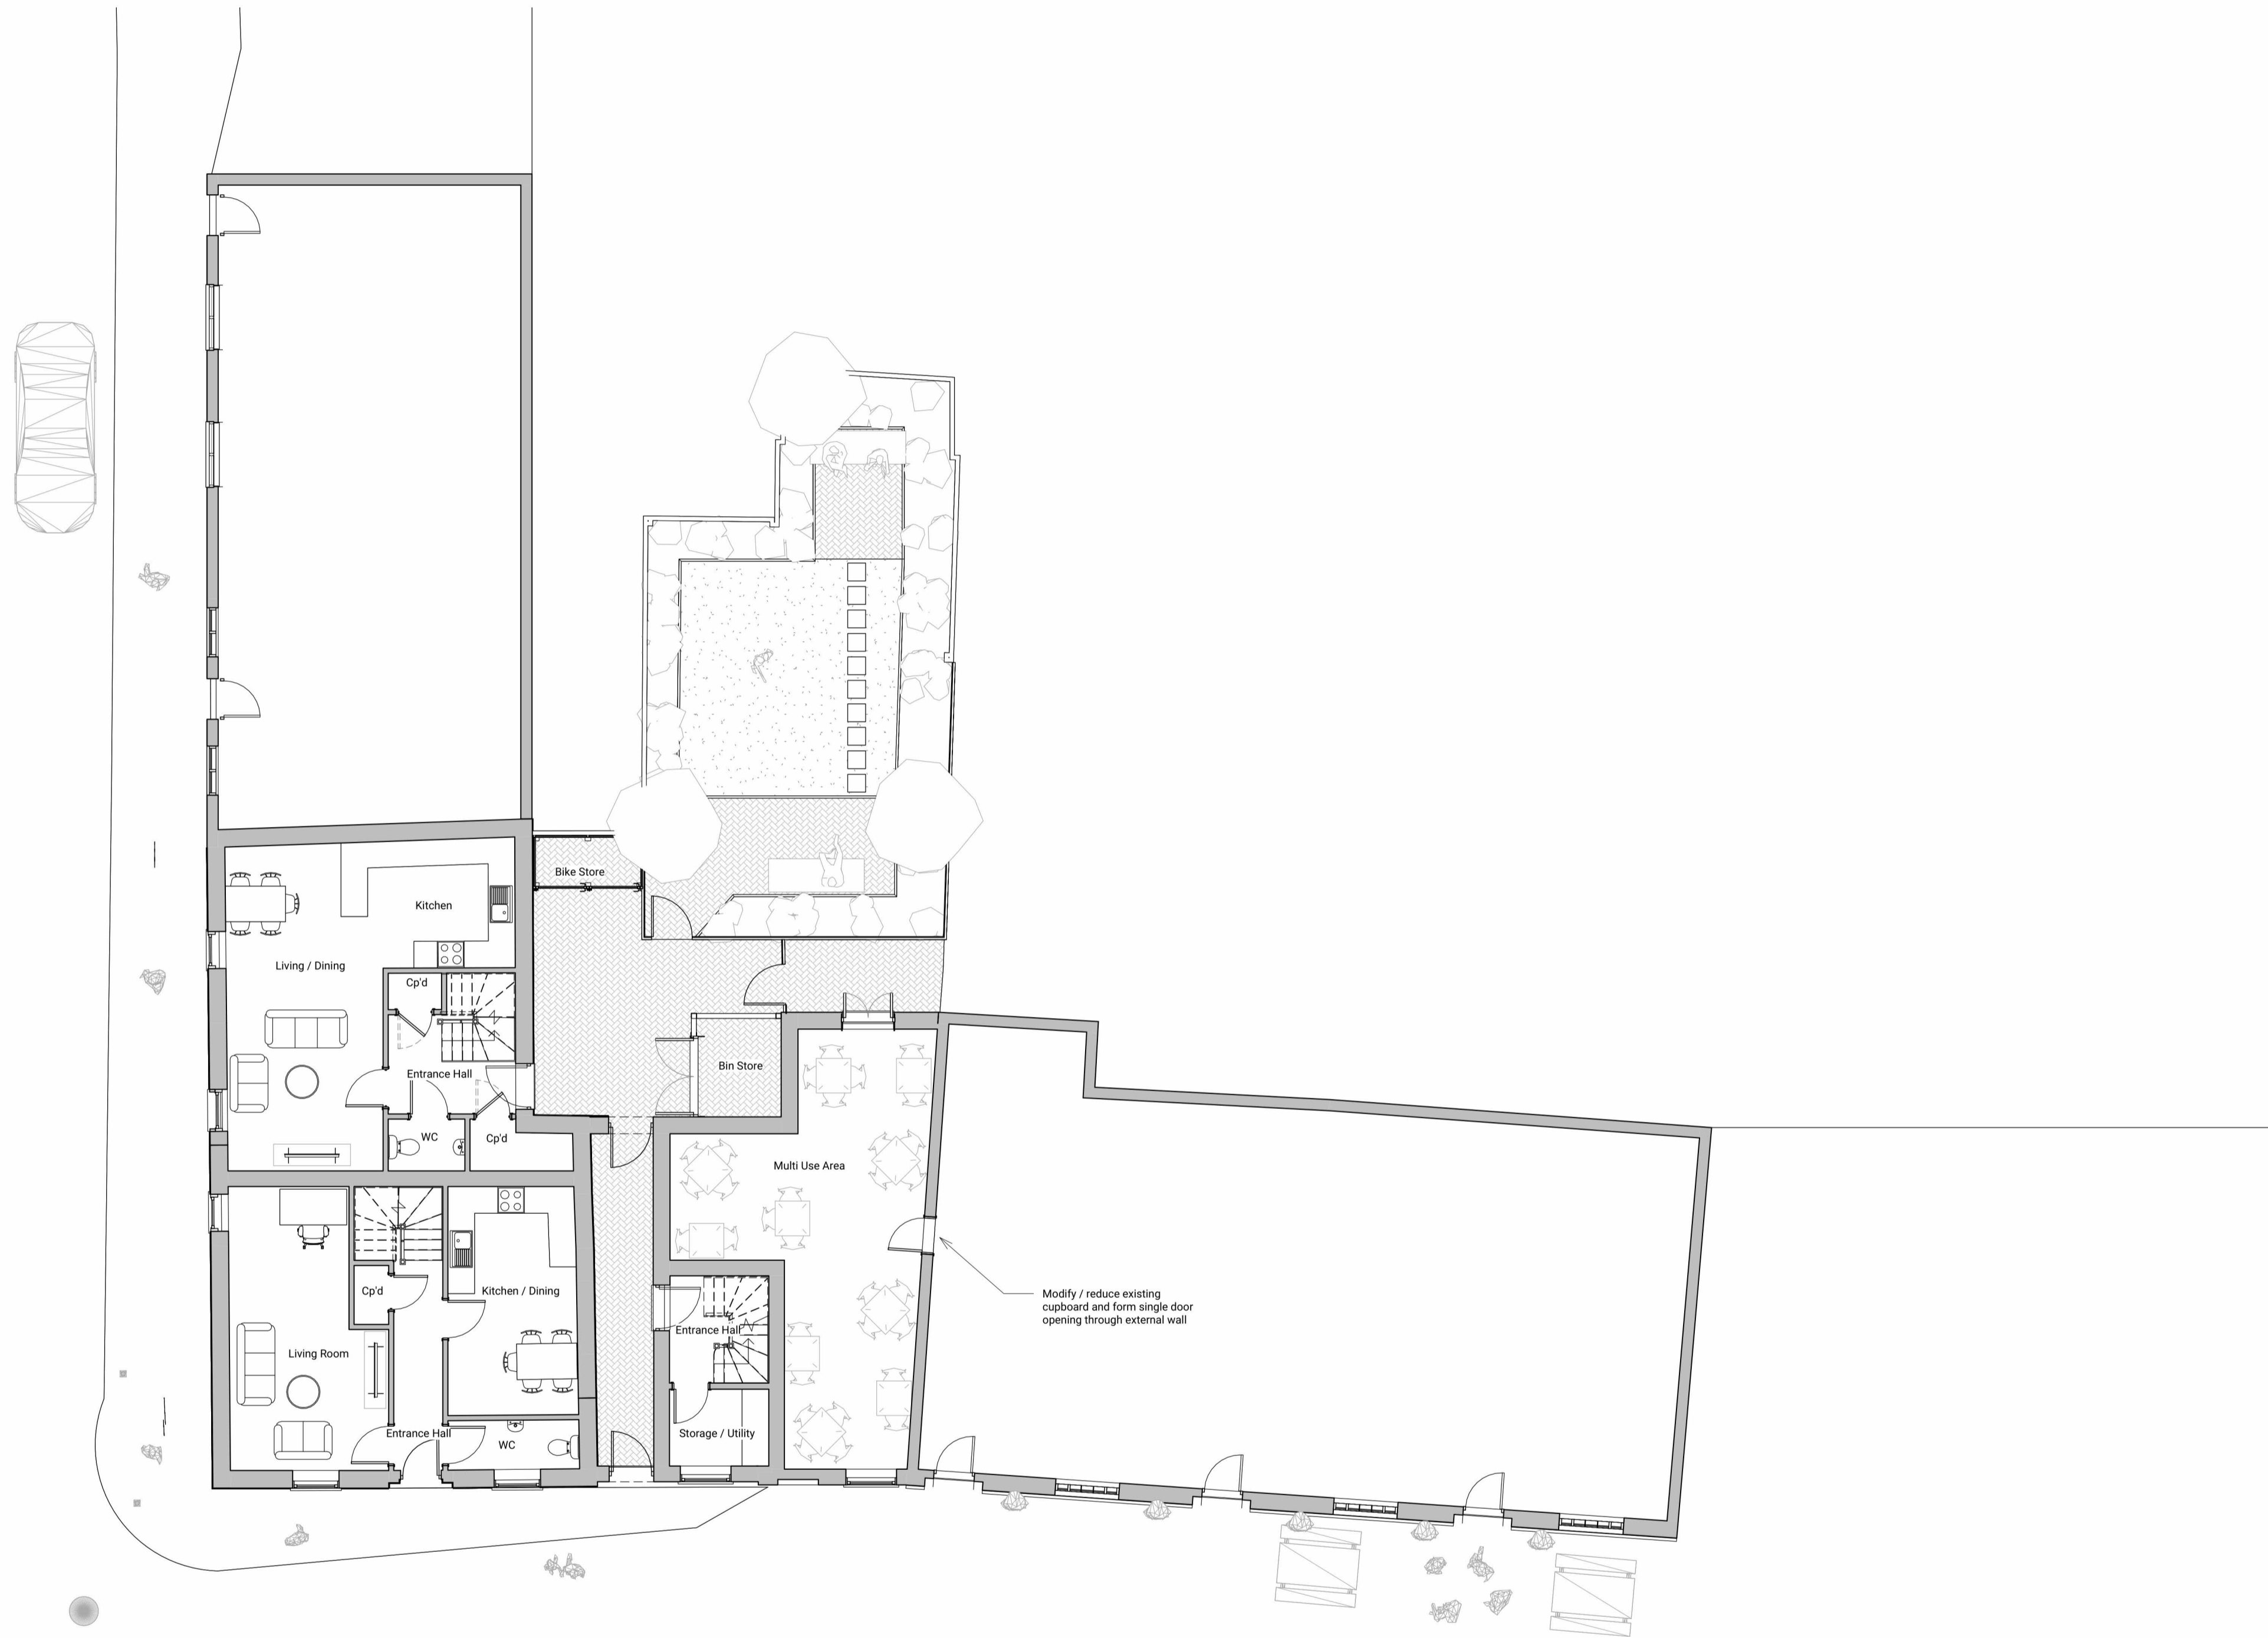 Bike Store
Kitchen
Living / Dining
Cp'd
Bin Store
Entrance Hall
WC
Cp'd
Multi Use Area
Cp'd
Kitchen / Dining
Modify / reduce existing
cupboard and form single door
opening through external wall
Entrance Hall
Living Room
Entrance Hall
Storage / Utility
WC